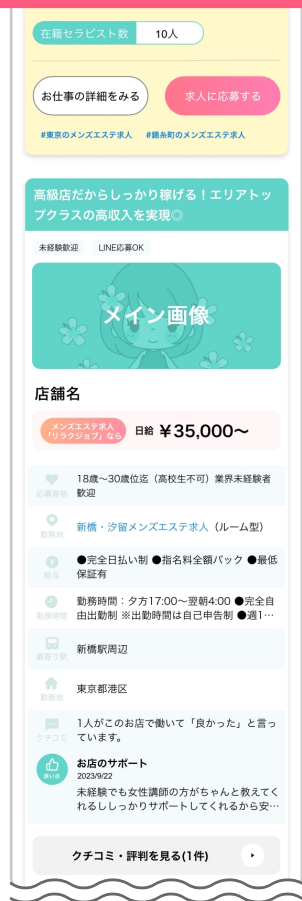 在籍セラピスト数 10人
お仕事の詳細をみる 求人に応募する
#東京のメンズエステ求人 #錦糸町のメンズエステ求人
高級店だからしっかり稼げる！エリアトッ
プクラスの高収入を実現◎
未経験歓迎 LINE応募OK
メイン画像
店舗名
メンズエステ求人
「リラクジョブ」なら
日給 ¥35,000〜
応募資格
18歳〜30歳位迄（高校生不可）業界未経験者
歓迎
勤務地
新橋・汐留メンズエステ求人（ルーム型）
給与
●完全日払い制 ●指名料全額バック ●最低
保証有
勤務時間
勤務時間：夕方17:00〜翌朝4:00 ●完全自
由出勤制 ※出勤時間は自己申告制 ●週1…
最寄り駅
新橋駅周辺
勤務地
東京都港区
クチコミ
1人がこのお店で働いて「良かった」と言っ
ています。
良い点
お店のサポート
2023/9/22
未経験でも女性講師の方がちゃんと教えてく
れるししっかりサポートしてくれるから安…
クチコミ・評判を見る(1件)